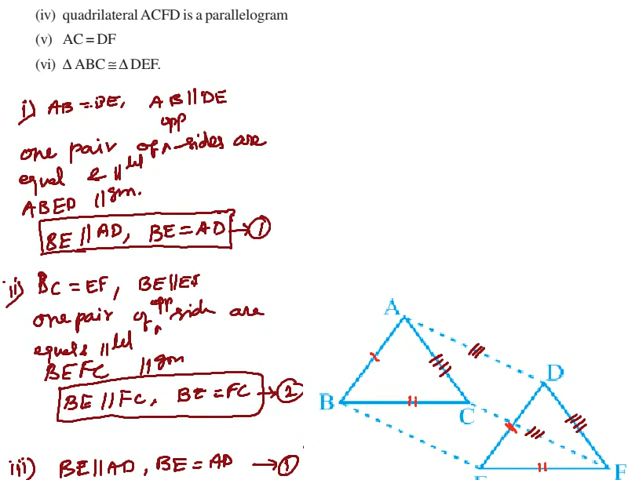 (iv) quadrilateral ACFD is a parallelogram
(v) AC = DF
(vi) Δ ABC ≅ Δ DEF.
i) AB = DE, AB||DE
one pair of opp sides are
equal & ||lel
ABED ||gm.
BE||AD, BE = AD → ①
ii) BC = EF, BE||EF
one pair of opp side are
equal & ||lel
BEFC ||gm
BE||FC, BE = FC → ②
iii) BE||AD, BE = AD → ①
A
D
B
C
E
F